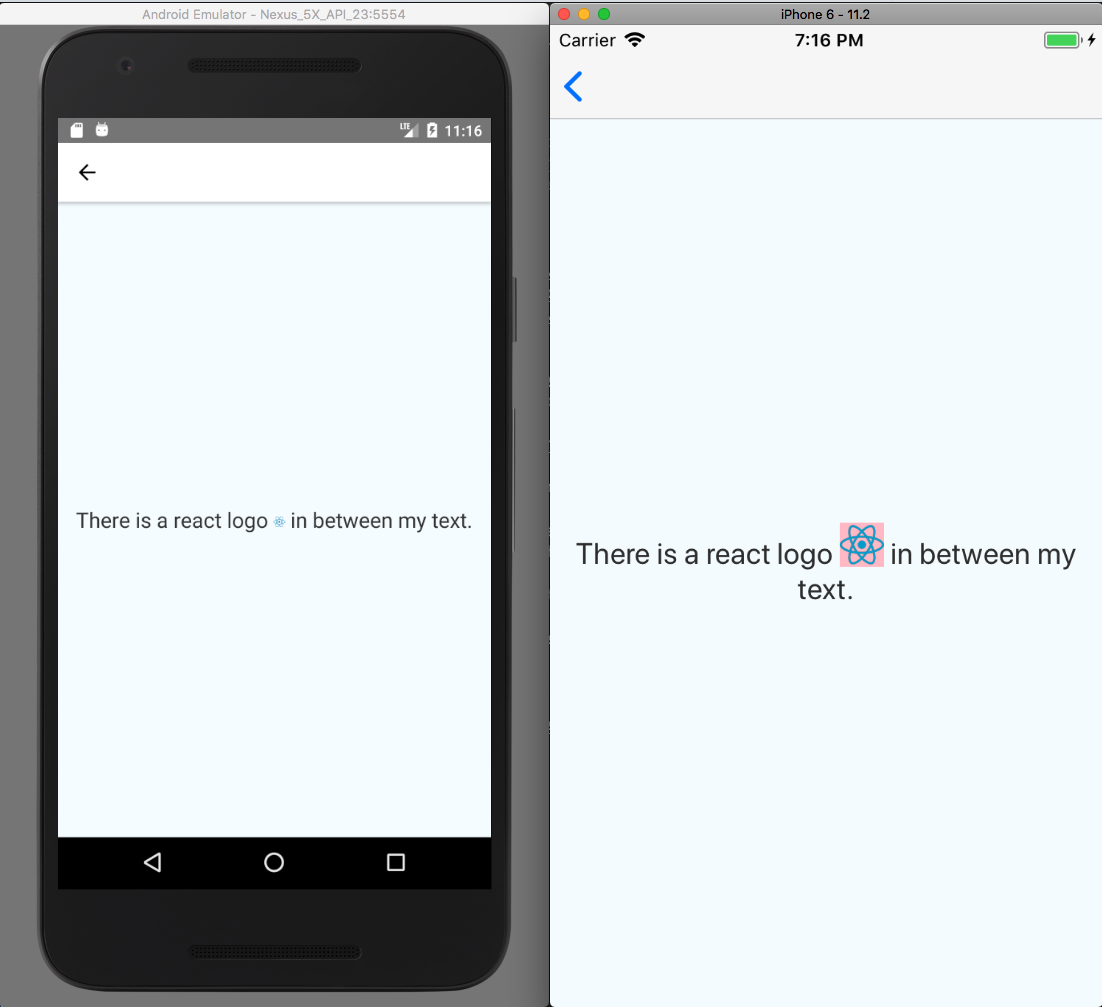 Android Emulator - Nexus_5X_API_23:5554
LTE 11:16
There is a react logo in between my text.
iPhone 6 - 11.2
Carrier 7:16 PM
There is a react logo in between my
text.